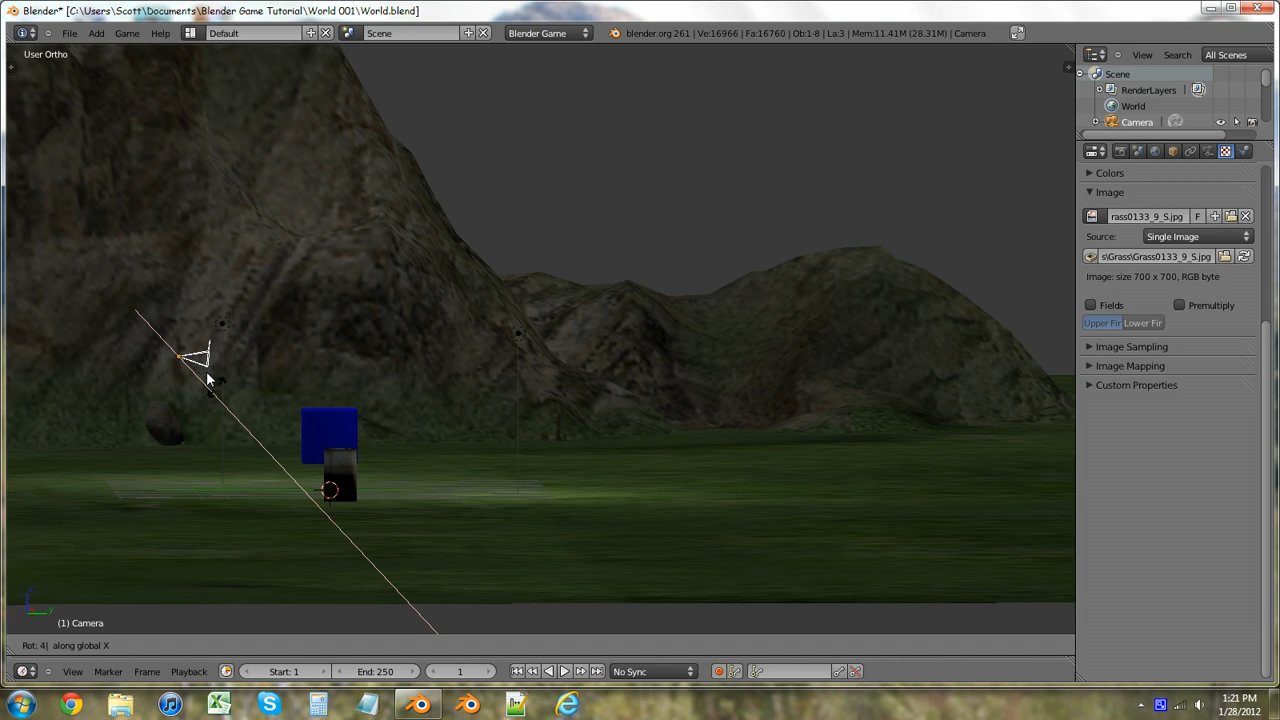 Blender* [C:\Users\Scott\Documents\Blender Game Tutorial\World 001\World.blend]
File Add Game Help Default Scene Blender Game blender.org 261 | Ve:16966 | Fa:16760 | Ob:1-8 | La:3 | Mem:11.41M (28.31M) | Camera
View Search All Scenes
User Ortho
Scene
RenderLayers
World
Camera
Colors
Image
rass0133_9_S.jpg F
Source: Single Image
s\Grass\Grass0133_9_S.jpg
Image: size 700 x 700, RGB byte
Fields Premultiply
Upper Fir Lower Fir
Image Sampling
Image Mapping
Custom Properties
z
y
(1) Camera
Rot: 4| along global X
View Marker Frame Playback Start: 1 End: 250 1 No Sync
1:21 PM
1/28/2012